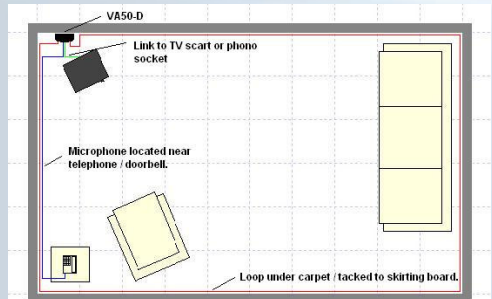 VA50-D
Link to TV scart or phono
socket
Microphone located near
telephone / doorbell.
Loop under carpet / tacked to skirting board.